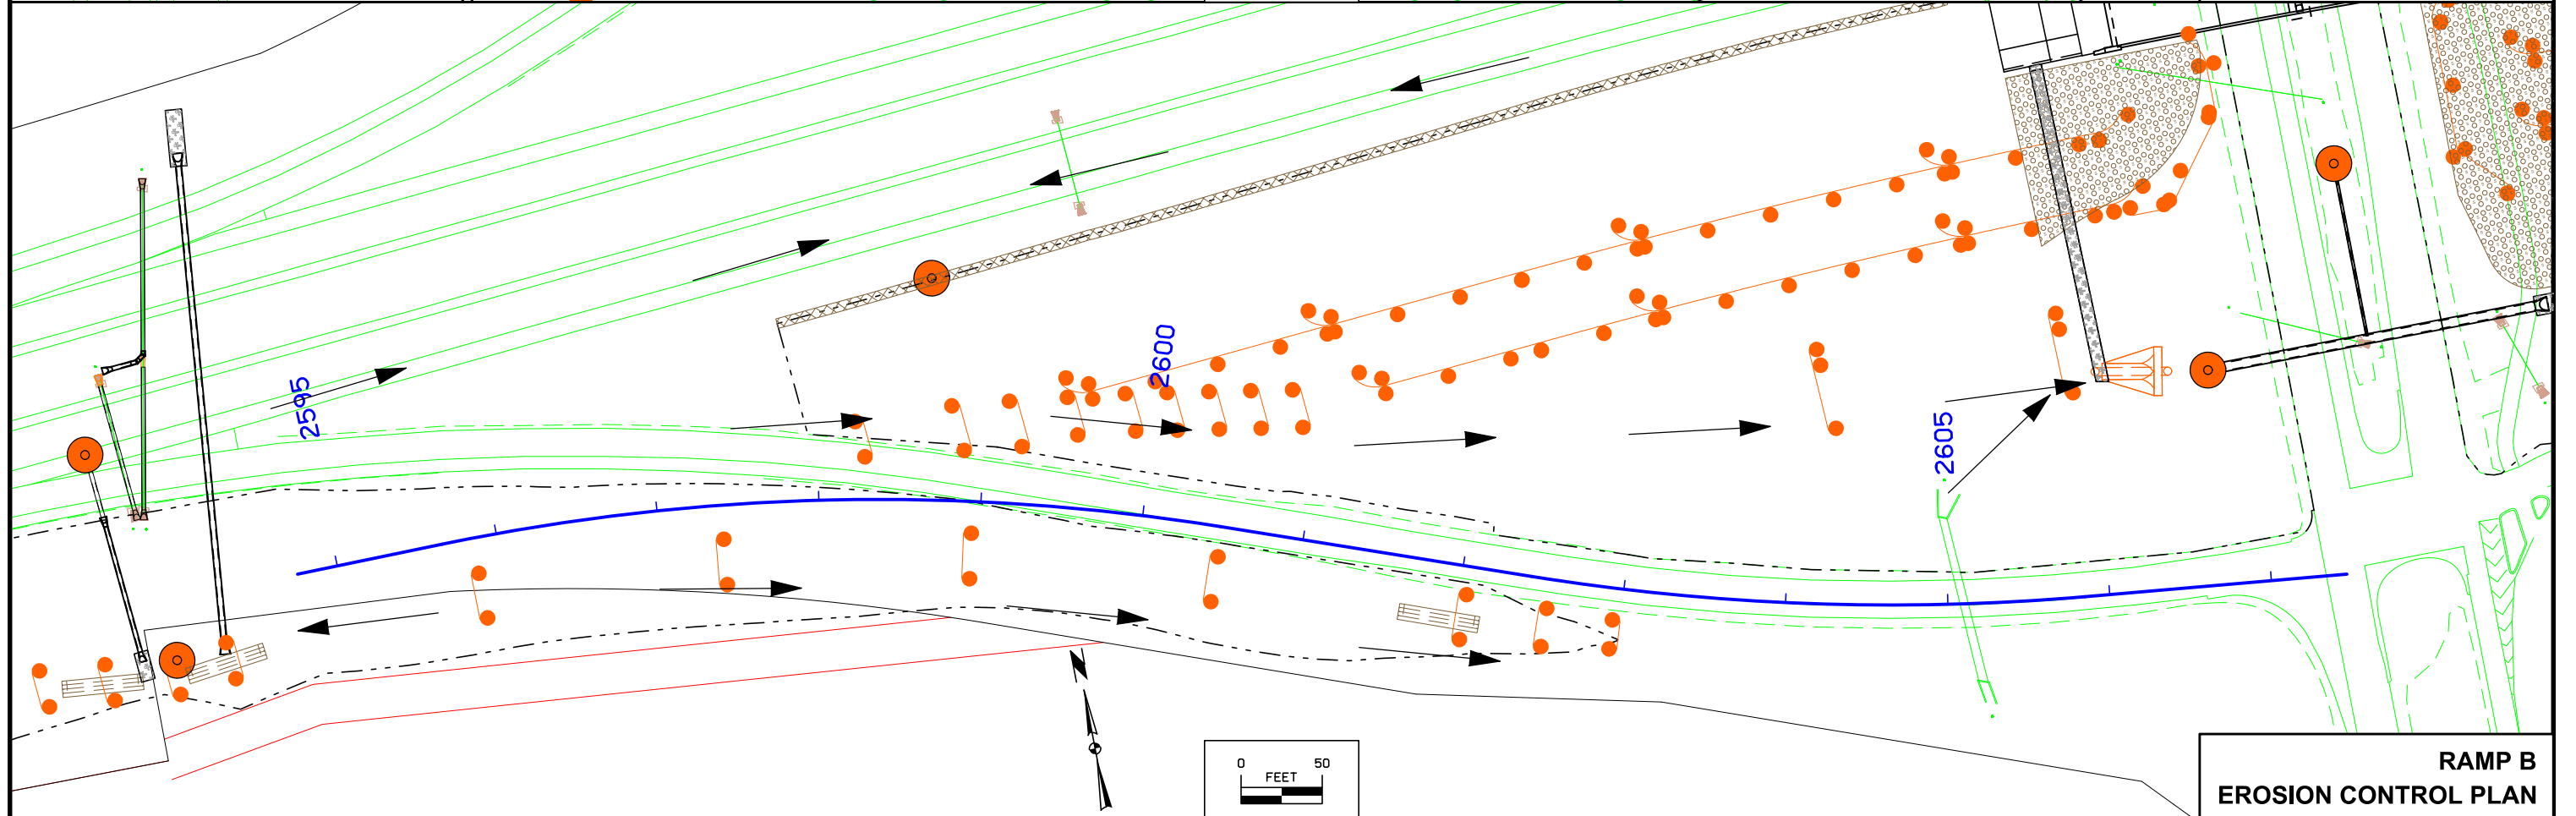 2595
2600
2605
0 50
FEET
RAMP B
EROSION CONTROL PLAN